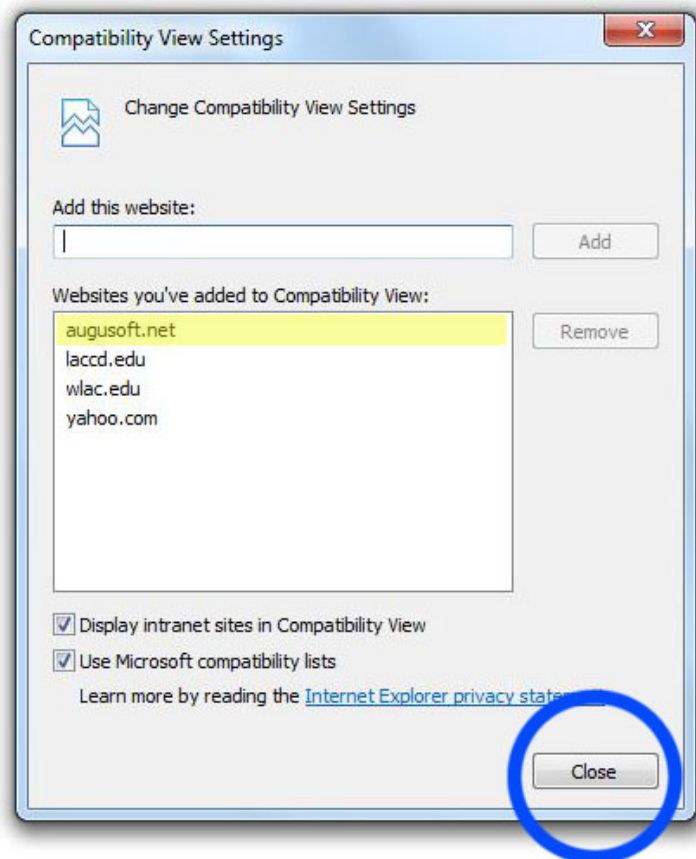 Compatibility View Settings
Change Compatibility View Settings
Add this website:
Add
Websites you've added to Compatibility View:
Remove
augusoft.net
laccd.edu
wlac.edu
yahoo.com
Display intranet sites in Compatibility View
Use Microsoft compatibility lists
Learn more by reading the Internet Explorer privacy statement
Close